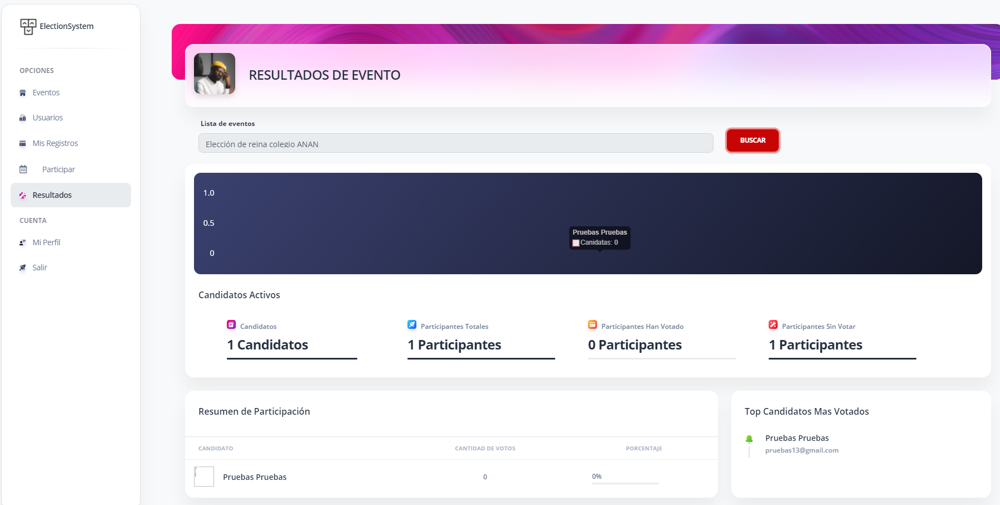 ElectionSystem
OPCIONES
Eventos
Usuarios
Mis Registros
Participar
Resultados
CUENTA
Mi Perfil
Salir
RESULTADOS DE EVENTO
Lista de eventos
Elección de reina colegio ANAN
BUSCAR
1.0
0.5
0
Pruebas Pruebas
Canidatas: 0
Candidatos Activos
Candidatos
1 Candidatos
Participantes Totales
1 Participantes
Participantes Han Votado
0 Participantes
Participantes Sin Votar
1 Participantes
Resumen de Participación
CANDIDATO CANTIDAD DE VOTOS PORCENTAJE
Pruebas Pruebas 0 0%
Top Candidatos Mas Votados
Pruebas Pruebas
pruebas13@gmail.com